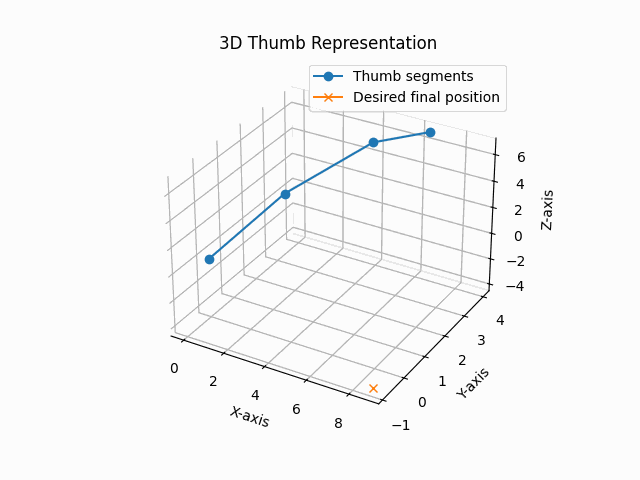 3D Thumb Representation
Thumb segments
Desired final position
6
4
2
0
−2
−4
Z-axis
4
3
2
1
0
−1
Y-axis
0
2
4
6
8
X-axis